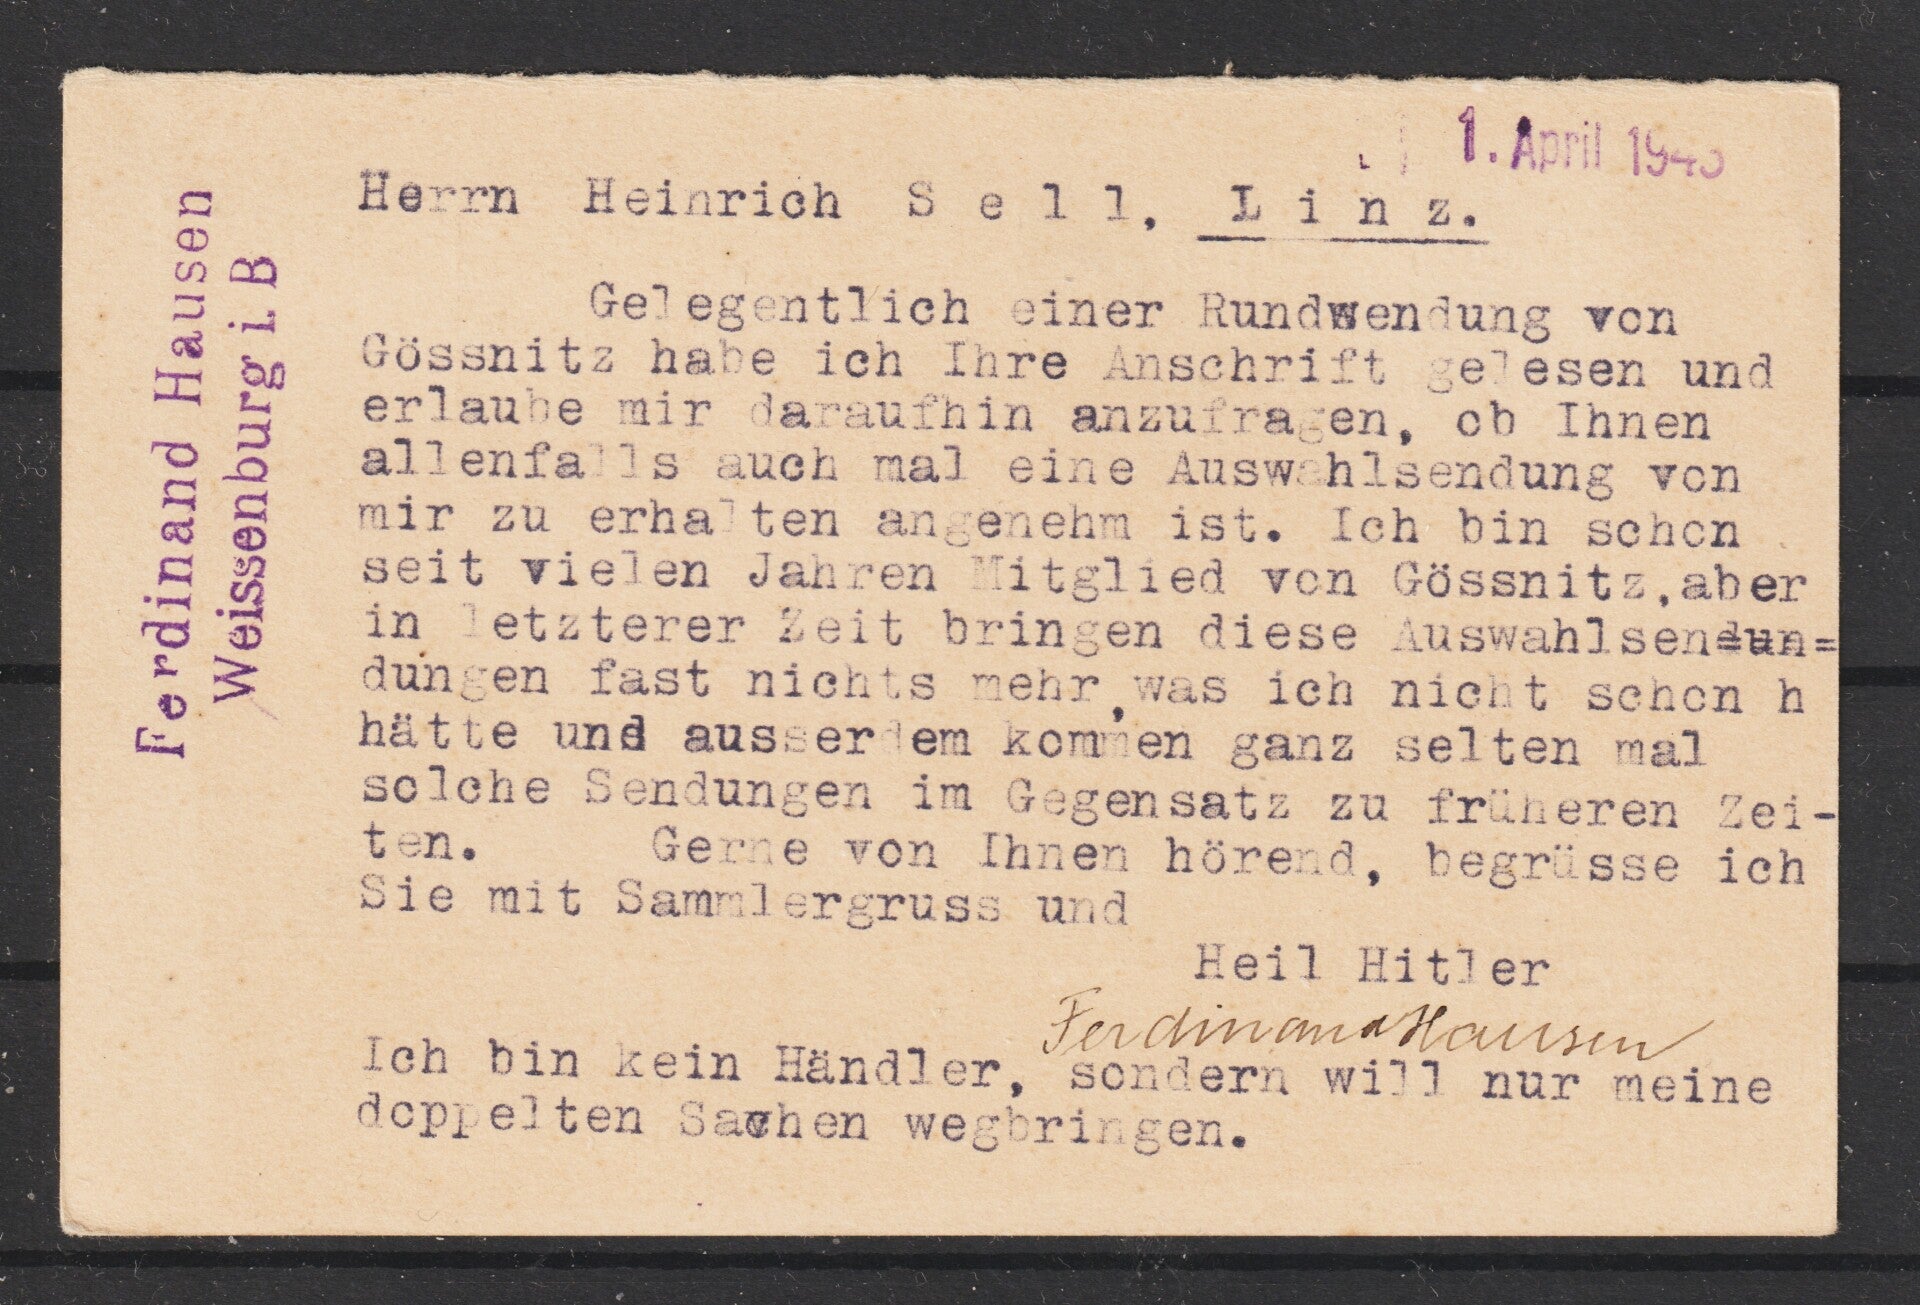 1. April 1943
Ferdinand Hausen
Weissenburg i. B
Herrn Heinrich S e l l, L i n z.
Gelegentlich einer Rundwendung von
Gössnitz habe ich Ihre Anschrift gelesen und
erlaube mir daraufhin anzufragen, ob Ihnen
allenfalls auch mal eine Auswahlsendung von
mir zu erhalten angenehm ist. Ich bin schon
seit vielen Jahren Mitglied von Gössnitz, aber
in letzterer Zeit bringen diese Auswahlsendun=
dungen fast nichts mehr, was ich nicht schon h
hätte und ausserdem kommen ganz selten mal
solche Sendungen im Gegensatz zu früheren Zei-
ten. Gerne von Ihnen hörend, begrüsse ich
Sie mit Sammlergruss und
Heil Hitler
Ferdinand Hausen
Ich bin kein Händler, sondern will nur meine
doppelten Sachen wegbringen.